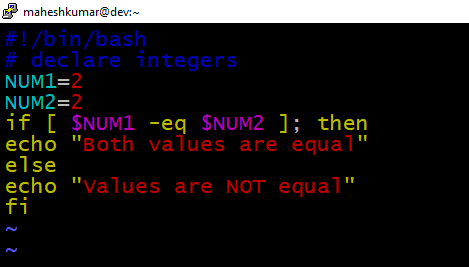 maheshkumar@dev:~
#!/bin/bash
# declare integers
NUM1=2
NUM2=2
if [ $NUM1 -eq $NUM2 ]; then
echo "Both values are equal"
else
echo "Values are NOT equal"
fi
~
~